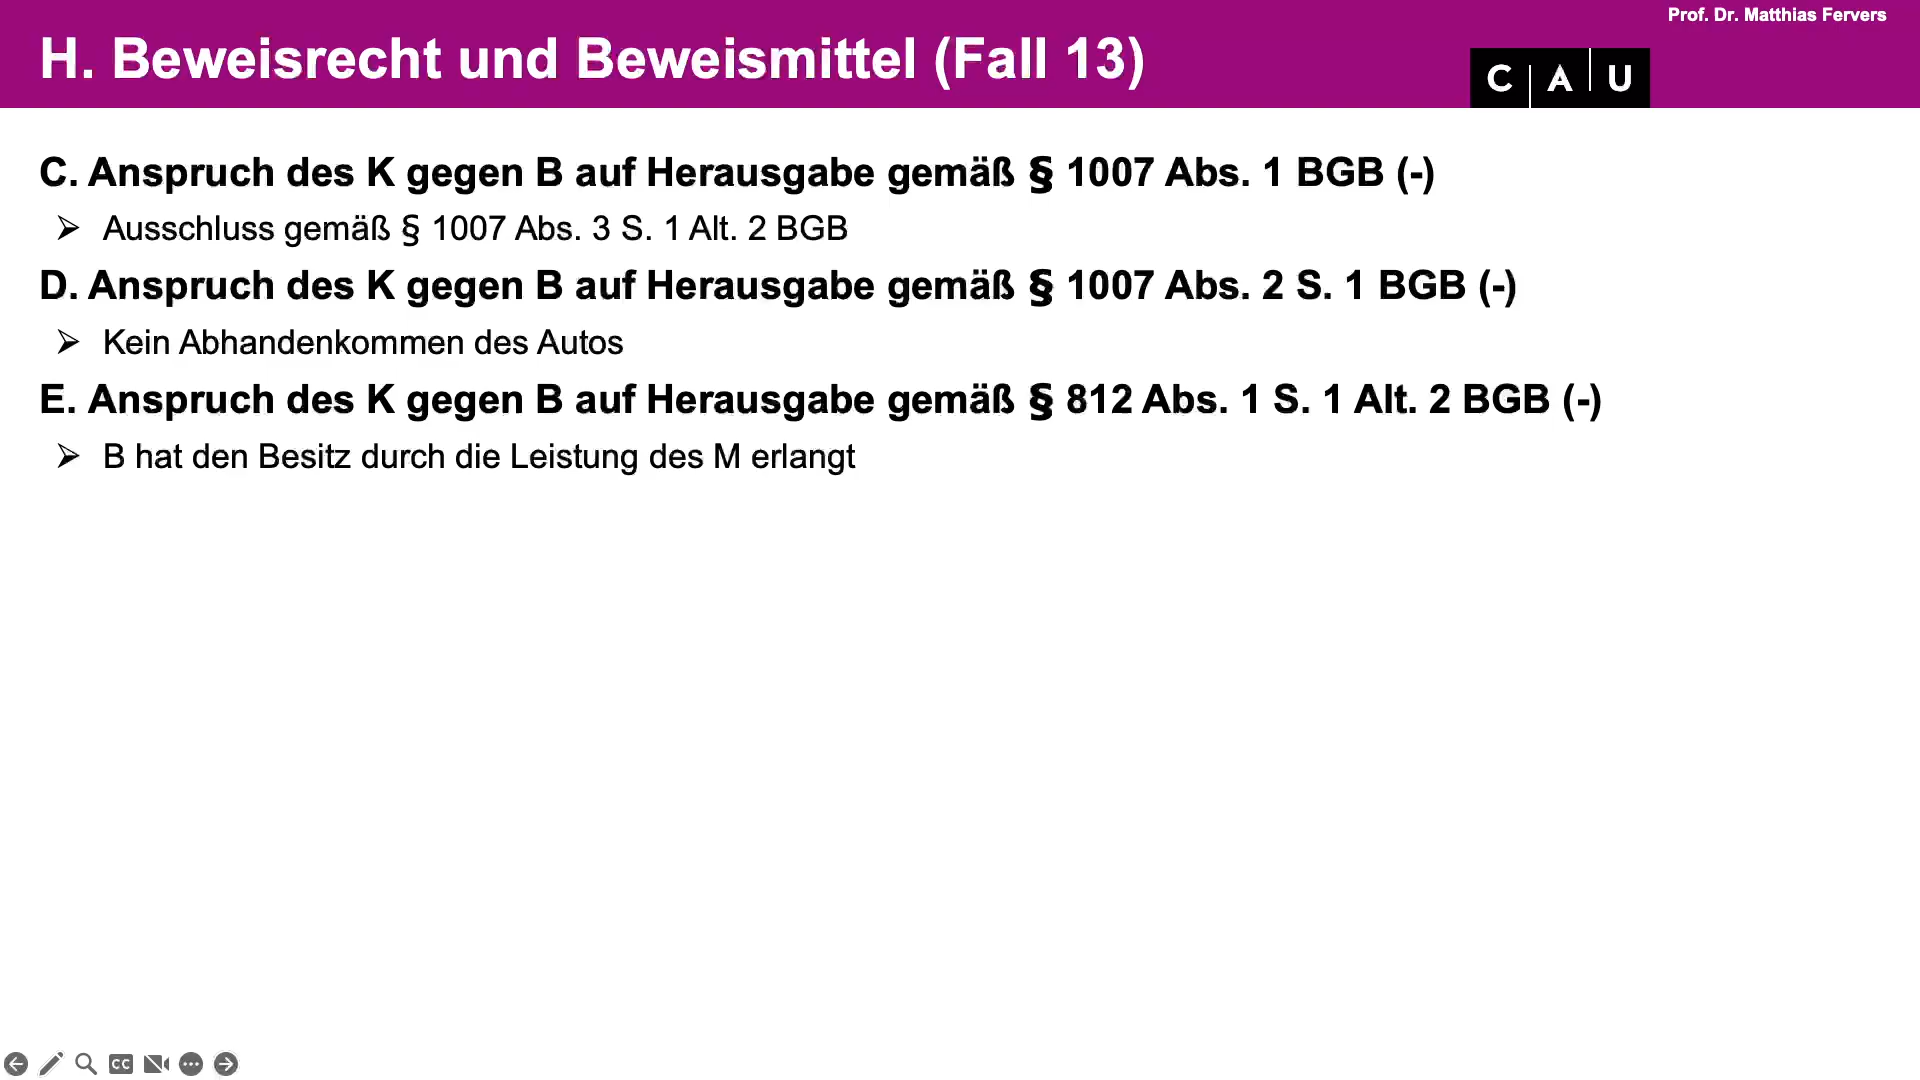 Prof. Dr. Matthias Fervers
H. Beweisrecht und Beweismittel (Fall 13)
C A U
C. Anspruch des K gegen B auf Herausgabe gemäß § 1007 Abs. 1 BGB (-)
➢ Ausschluss gemäß § 1007 Abs. 3 S. 1 Alt. 2 BGB
D. Anspruch des K gegen B auf Herausgabe gemäß § 1007 Abs. 2 S. 1 BGB (-)
➢ Kein Abhandenkommen des Autos
E. Anspruch des K gegen B auf Herausgabe gemäß § 812 Abs. 1 S. 1 Alt. 2 BGB (-)
➢ B hat den Besitz durch die Leistung des M erlangt
CC